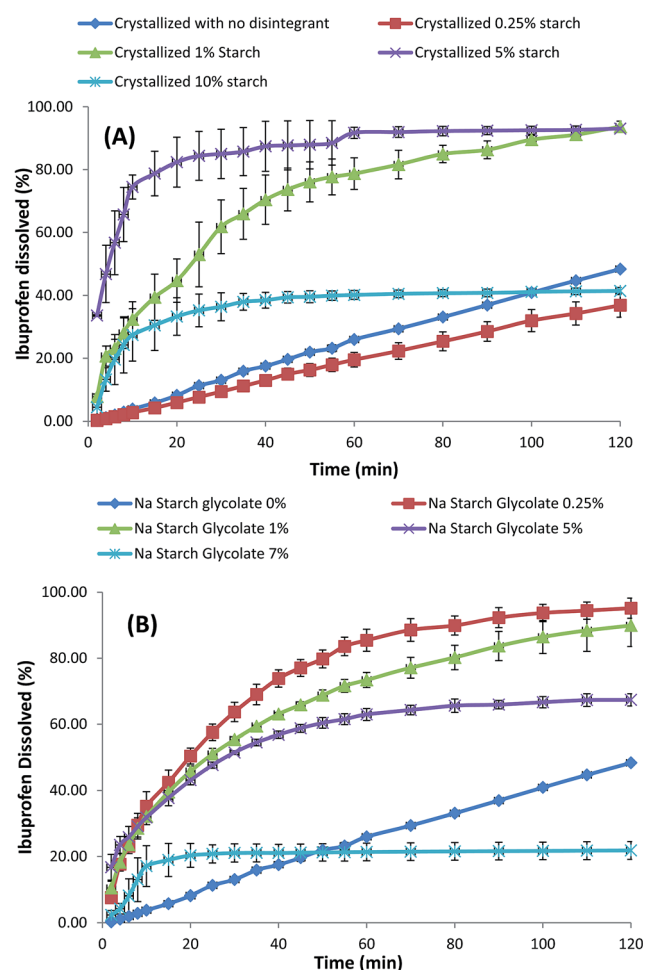 Crystallized with no disintegrant Crystallized 0.25% starch
Crystallized 1% Starch Crystallized 5% starch
Crystallized 10% starch
(A)
Ibuprofen dissolved (%)
100.00
80.00
60.00
40.00
20.00
0.00
0 20 40 60 80 100 120
Time (min)
Na Starch glycolate 0% Na Starch Glycolate 0.25%
Na Starch Glycolate 1% Na Starch Glycolate 5%
Na Starch Glycolate 7%
(B)
Ibuprofen Dissolved (%)
100.00
80.00
60.00
40.00
20.00
0.00
0 20 40 60 80 100 120
Time (min)